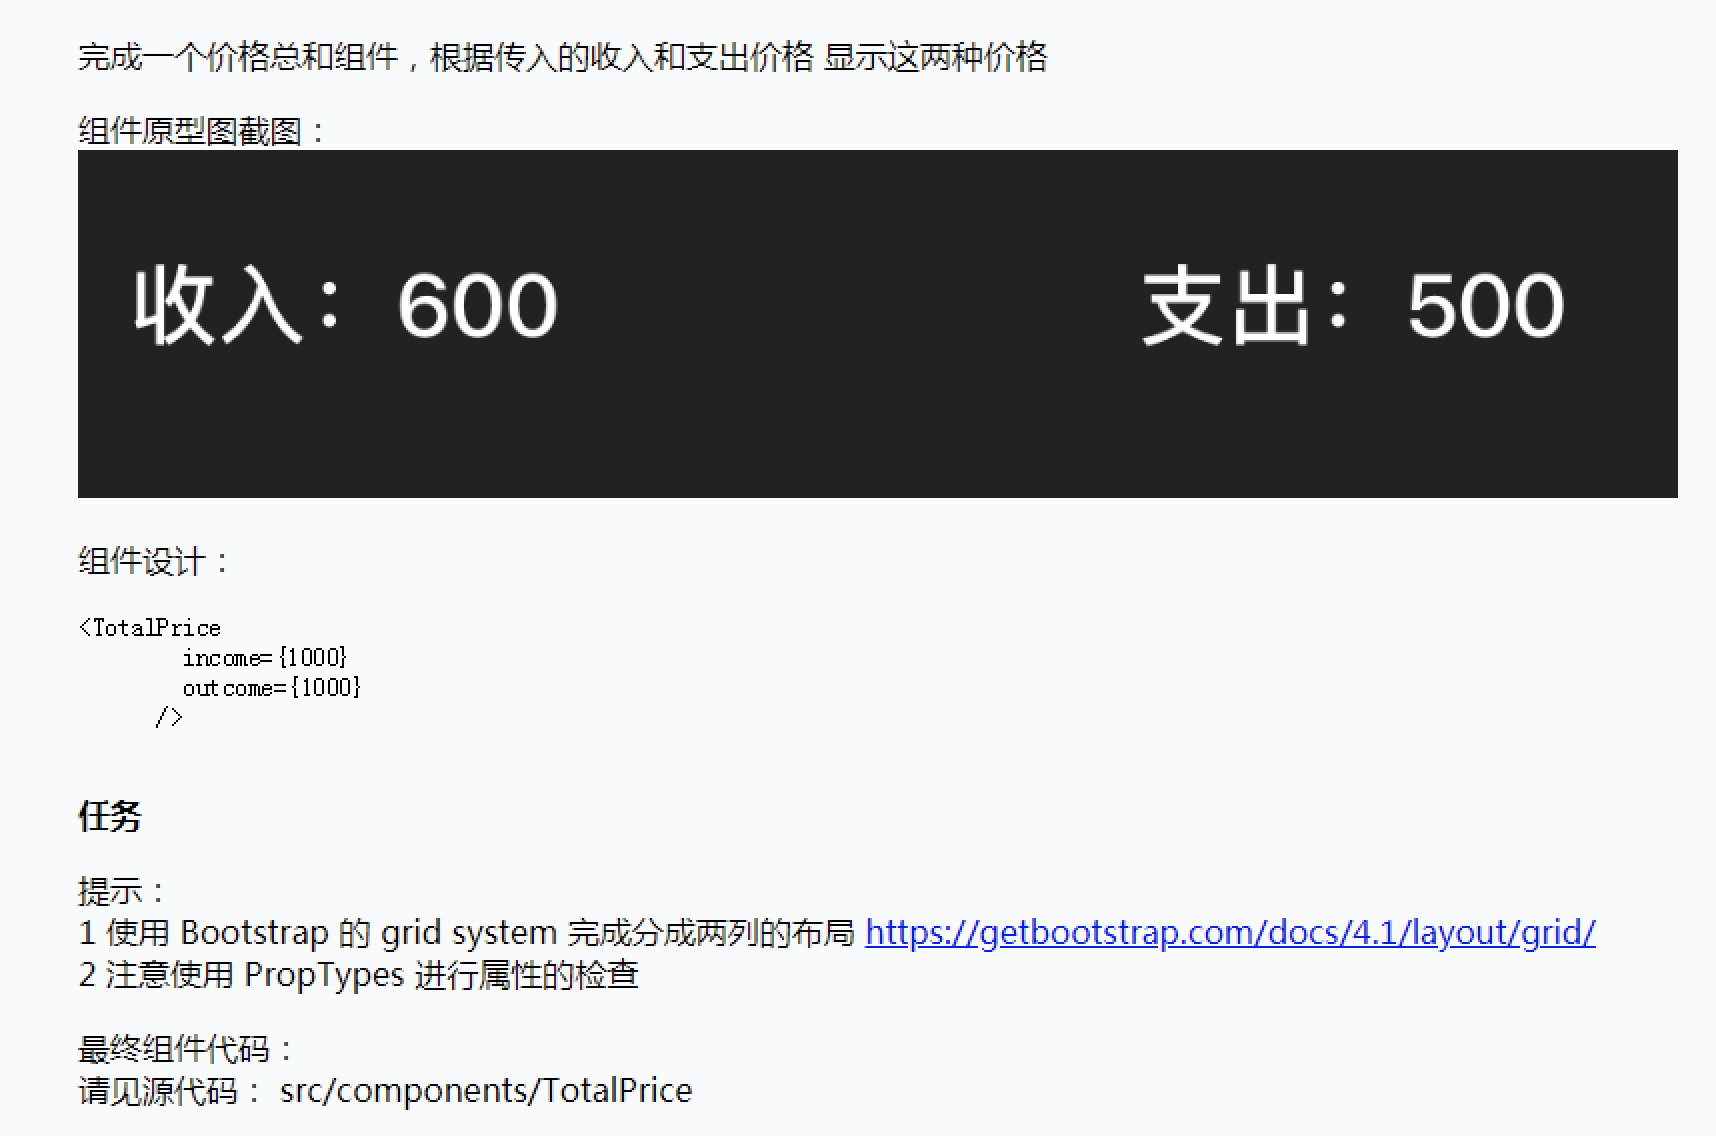 完成一个价格总和组件，根据传入的收入和支出价格 显示这两种价格
组件原型图截图：
收入：600 支出：500
组件设计：
<TotalPrice
income={1000}
outcome={1000}
/>
任务
提示：
1 使用 Bootstrap 的 grid system 完成分成两列的布局 https://getbootstrap.com/docs/4.1/layout/grid/
2 注意使用 PropTypes 进行属性的检查
最终组件代码：
请见源代码： src/components/TotalPrice